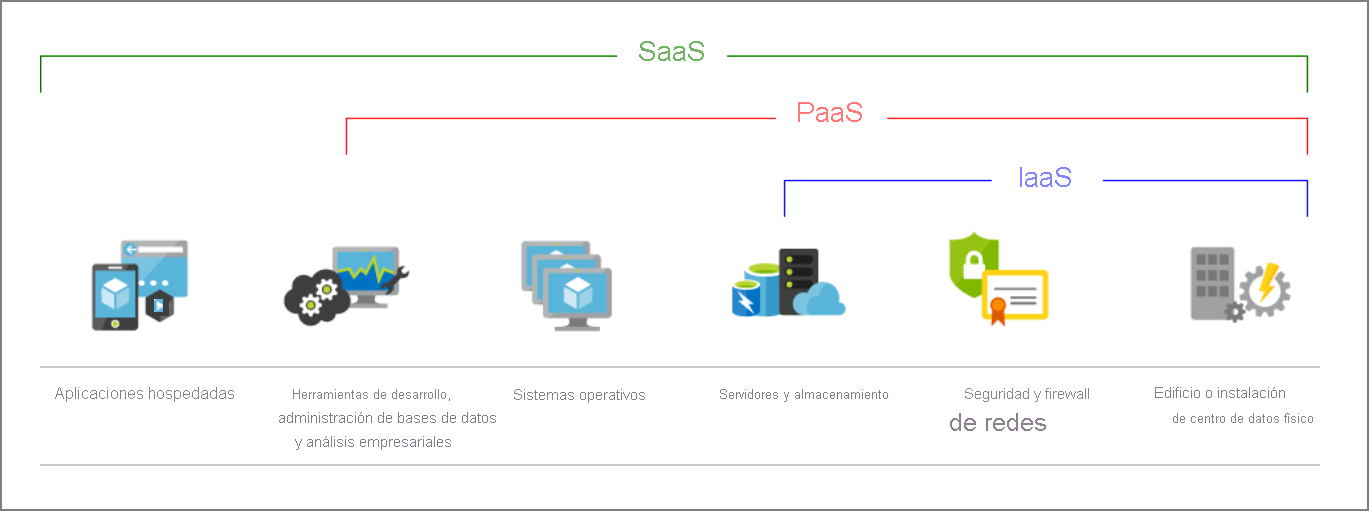 SaaS
PaaS
IaaS
Aplicaciones hospedadas
Herramientas de desarrollo,
administración de bases de datos
y análisis empresariales
Sistemas operativos
Servidores y almacenamiento
Seguridad y firewall
de redes
Edificio o instalación
de centro de datos físico